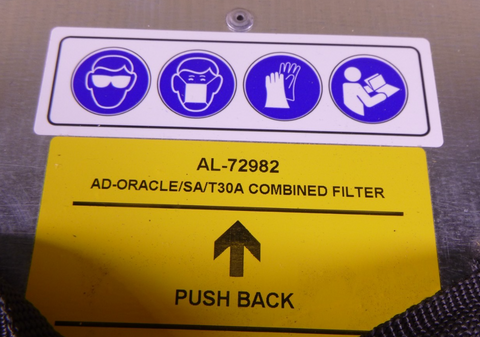 AL-72982
AD-ORACLE/SA/T30A COMBINED FILTER
PUSH BACK